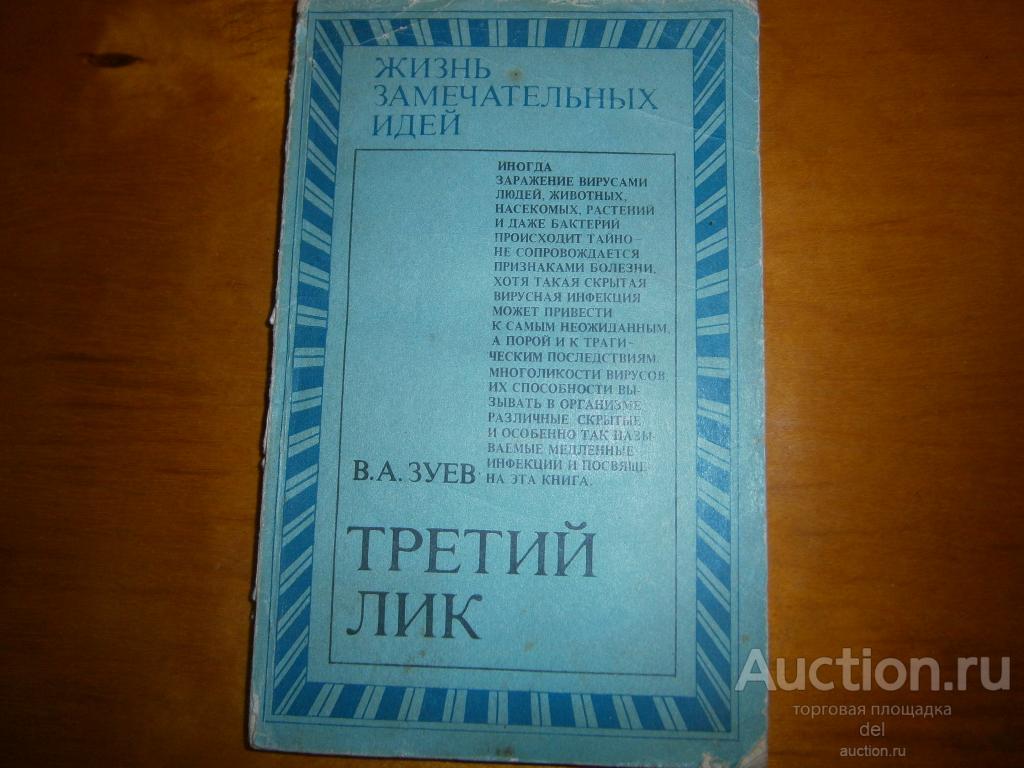 ЖИЗНЬ
ЗАМЕЧАТЕЛЬНЫХ
ИДЕЙ
ИНОГДА
ЗАРАЖЕНИЕ ВИРУСАМИ
ЛЮДЕЙ, ЖИВОТНЫХ,
НАСЕКОМЫХ, РАСТЕНИЙ
И ДАЖЕ БАКТЕРИЙ
ПРОИСХОДИТ ТАЙНО —
НЕ СОПРОВОЖДАЕТСЯ
ПРИЗНАКАМИ БОЛЕЗНИ,
ХОТЯ ТАКАЯ СКРЫТАЯ
ВИРУСНАЯ ИНФЕКЦИЯ
МОЖЕТ ПРИВЕСТИ
К САМЫМ НЕОЖИДАННЫМ,
А ПОРОЙ И К ТРАГИ-
ЧЕСКИМ ПОСЛЕДСТВИЯМ.
МНОГОЛИКОСТИ ВИРУСОВ,
ИХ СПОСОБНОСТИ ВЫ-
ЗЫВАТЬ В ОРГАНИЗМЕ
РАЗЛИЧНЫЕ СКРЫТЫЕ
И ОСОБЕННО ТАК НАЗЫ-
ВАЕМЫЕ МЕДЛЕННЫЕ
ИНФЕКЦИИ И ПОСВЯЩЕ-
НА ЭТА КНИГА.
В.А. ЗУЕВ
ТРЕТИЙ
ЛИК
Auction.ru
торговая площадка
del
auction.ru